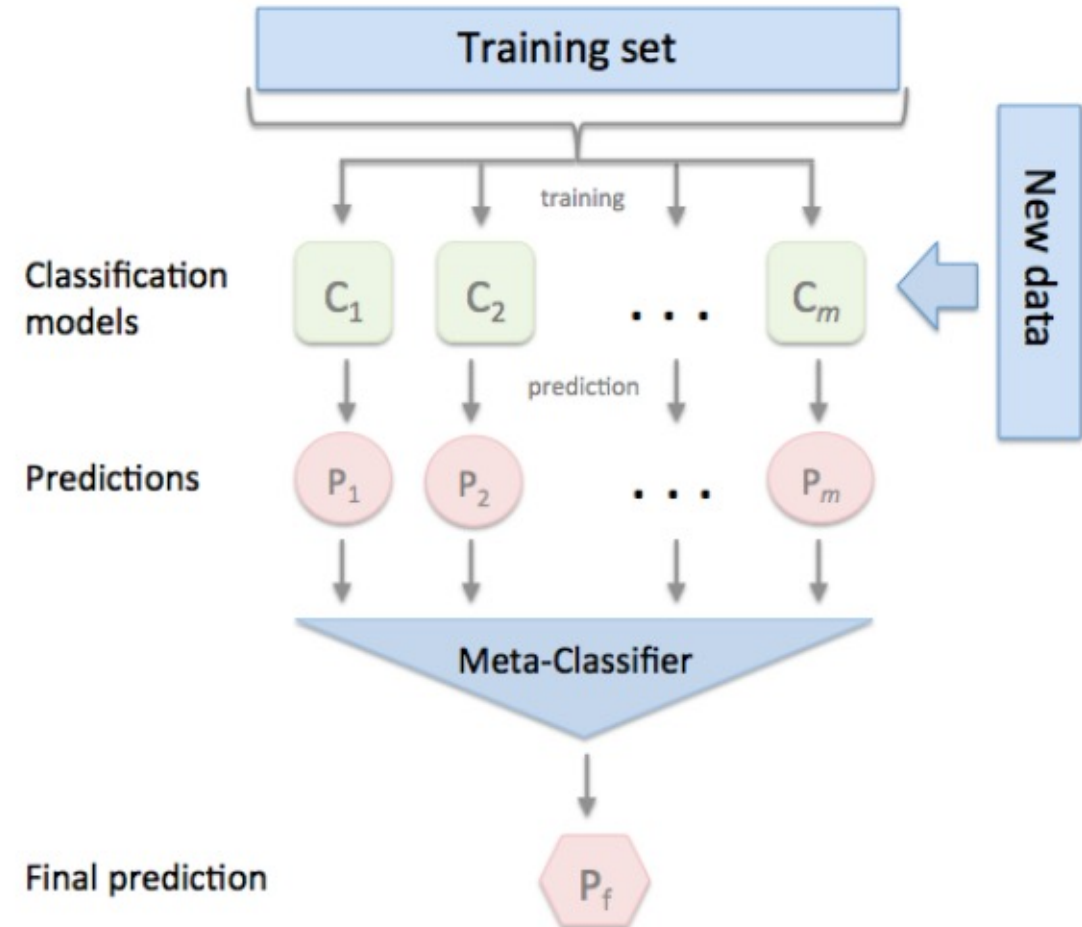 Training set
training
New data
Classification
models
C₁
C₂
. . .
Cₘ
prediction
Predictions
P₁
P₂
. . .
Pₘ
Meta-Classifier
Final prediction
P_f